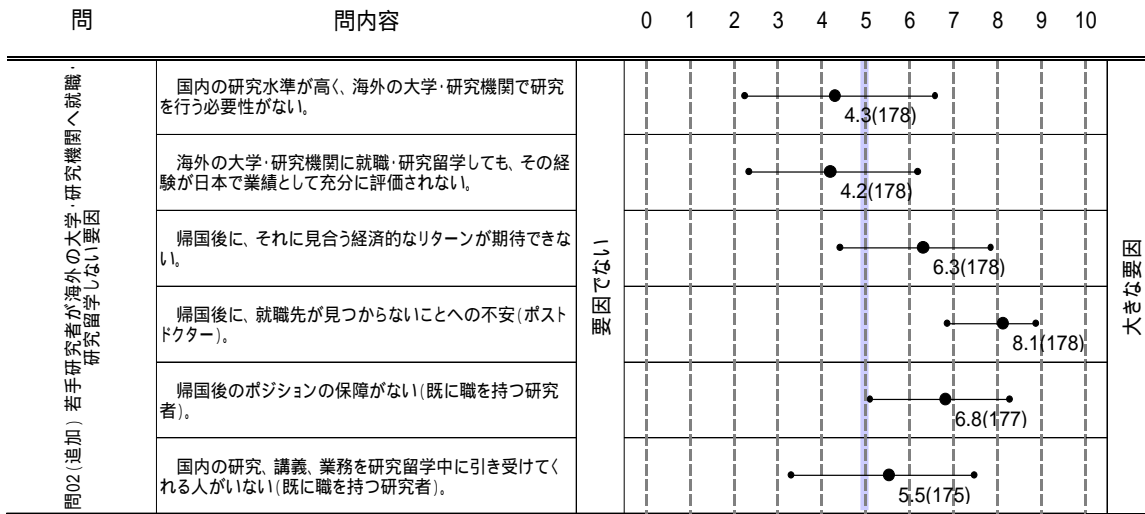 問 問内容 0 1 2 3 4 5 6 7 8 9 10
問02(追加) 若手研究者が海外の大学・研究機関へ就職・
研究留学しない要因
国内の研究水準が高く、海外の大学・研究機関で研究
を行う必要性がない。
4.3(178)
海外の大学・研究機関に就職・研究留学しても、その経
験が日本で業績として充分に評価されない。
4.2(178)
帰国後に、それに見合う経済的なリターンが期待できな
い。
6.3(178)
帰国後に、就職先が見つからないことへの不安(ポスト
ドクター)。
8.1(178)
帰国後のポジションの保障がない(既に職を持つ研究
者)。
6.8(177)
国内の研究、講義、業務を研究留学中に引き受けてく
れる人がいない(既に職を持つ研究者)。
5.5(175)
要因でない
大きな要因